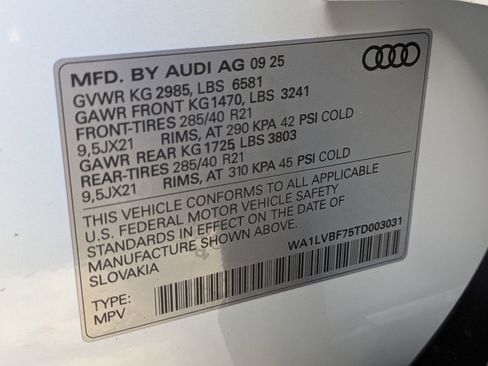 MFD. BY AUDI AG 09 25
GVWR KG 2985, LBS 6581
GAWR FRONT KG1470, LBS 3241
FRONT-TIRES 285/40 R21
9,5JX21 RIMS, AT 290 KPA 42 PSI COLD
GAWR REAR KG 1725, LBS 3803
REAR-TIRES 285/40 R21
9,5JX21 RIMS, AT 310 KPA 45 PSI COLD
THIS VEHICLE CONFORMS TO ALL APPLICABLE
U.S. FEDERAL MOTOR VEHICLE SAFETY
STANDARDS IN EFFECT ON THE DATE OF
MANUFACTURE SHOWN ABOVE.
SLOVAKIA WA1LVBF75TD003031
TYPE:
MPV